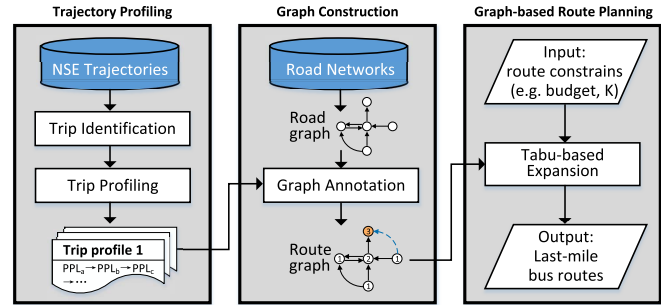 Trajectory Profiling
NSE Trajectories
Trip Identification
Trip Profiling
Trip profile 1
PPLa→PPLb→PPLc
→⋯
Graph Construction
Road Networks
Road
graph
Graph Annotation
Route
graph
3
1 2 1
1
Graph-based Route Planning
Input:
route constrains
(e.g. budget, K)
Tabu-based
Expansion
Output:
Last-mile
bus routes